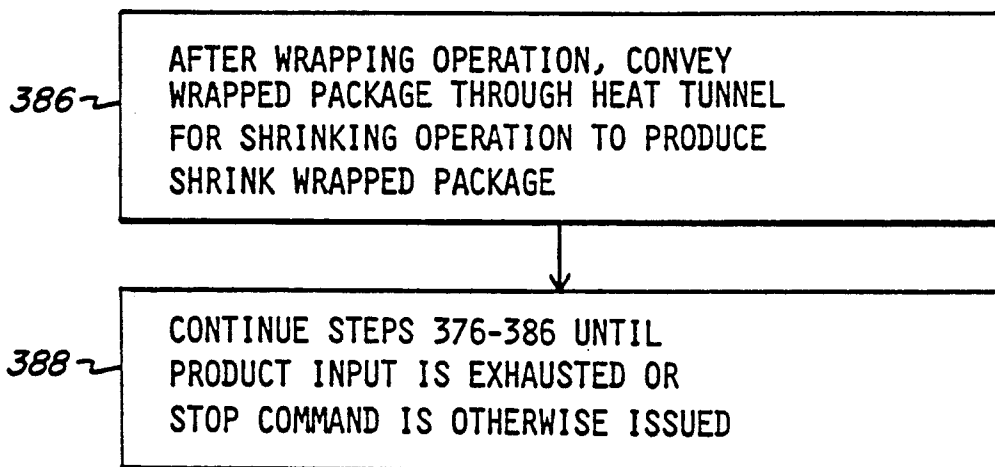 386
AFTER WRAPPING OPERATION, CONVEY
WRAPPED PACKAGE THROUGH HEAT TUNNEL
FOR SHRINKING OPERATION TO PRODUCE
SHRINK WRAPPED PACKAGE
388
CONTINUE STEPS 376-386 UNTIL
PRODUCT INPUT IS EXHAUSTED OR
STOP COMMAND IS OTHERWISE ISSUED